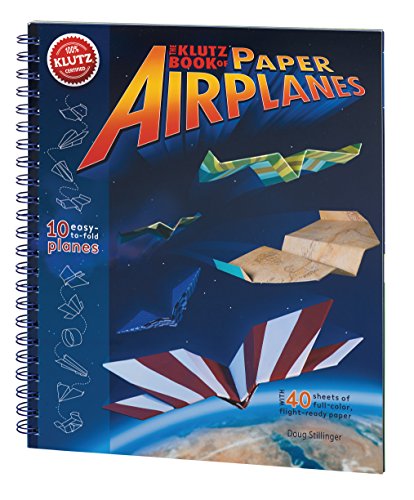 100%
KLUTZ
CERTIFIED
THE KLUTZ
BOOK OF PAPER
AIRPLANES
10 easy-
to-fold
planes
WITH 40 sheets of
full-color,
flight-ready paper
Doug Stillinger